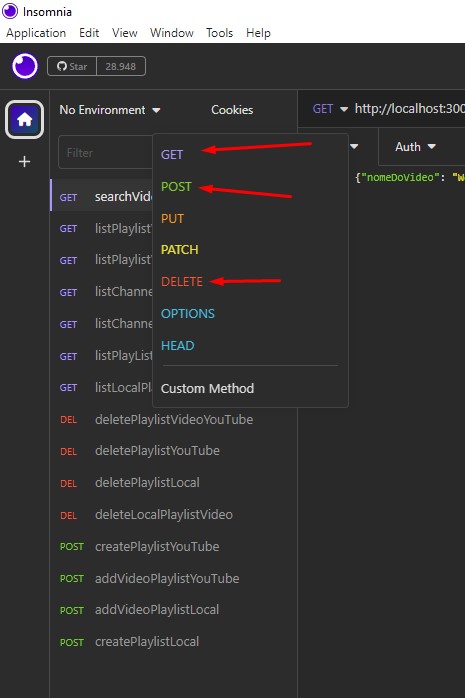 Insomnia
Application Edit View Window Tools Help
Star 28.948
No Environment Cookies GET http://localhost:300
Filter Auth
GET
{"nomeDoVideo": "W
POST
GET searchVid
PUT
GET listPlaylist
PATCH
GET listPlaylist
DELETE
GET listChanne
OPTIONS
GET listChann
HEAD
GET listPlayList
GET listLocalPl
Custom Method
DEL deletePlaylistVideoYouTube
DEL deletePlaylistYouTube
DEL deletePlaylistLocal
DEL deleteLocalPlaylistVideo
POST createPlaylistYouTube
POST addVideoPlaylistYouTube
POST addVideoPlaylistLocal
POST createPlaylistLocal